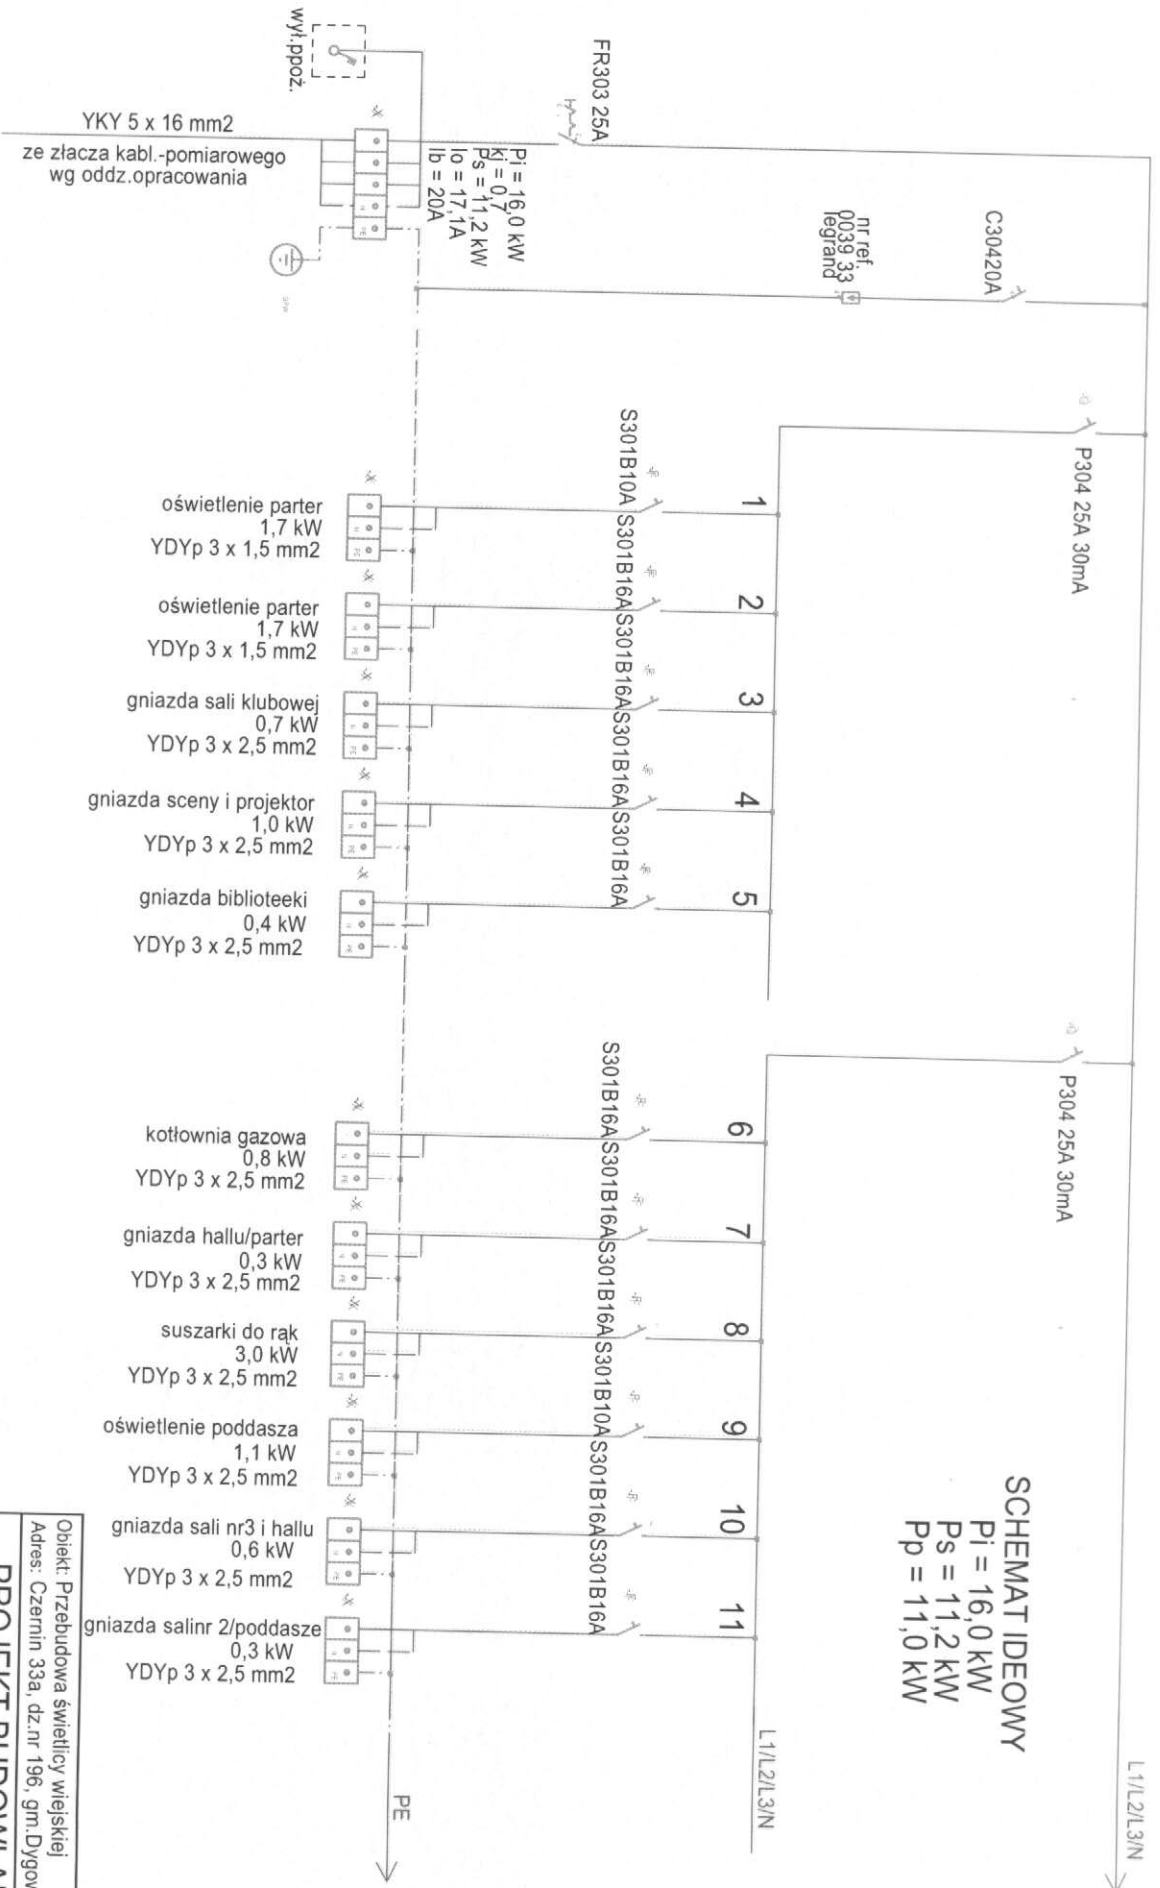 SCHEMAT IDEOWY
Pi = 16,0 kW
Ps = 11,2 kW
Pp = 11,0 kW
L1/L2/L3/N
L1/L2/L3/N
PE
wył.ppoż.
YKY 5 x 16 mm2
ze złacza kabl.-pomiarowego
wg oddz.opracowania
FR303 25A
Pi = 16,0 kW
kj = 0,7
Ps = 11,2 kW
Io = 17,1A
Ib = 20A
C30420A
nr ref.
0039 33
legrand
P304 25A 30mA
P304 25A 30mA
1
2
3
4
5
6
7
8
9
10
11
S301B10A
S301B16A
S301B16A
S301B16A
S301B16A
S301B16A
S301B16A
S301B16A
S301B10A
S301B16A
S301B16A
oświetlenie parter
1,7 kW
YDYp 3 x 1,5 mm2
oświetlenie parter
1,7 kW
YDYp 3 x 1,5 mm2
gniazda sali klubowej
0,7 kW
YDYp 3 x 2,5 mm2
gniazda sceny i projektor
1,0 kW
YDYp 3 x 2,5 mm2
gniazda biblioteeki
0,4 kW
YDYp 3 x 2,5 mm2
kotłownia gazowa
0,8 kW
YDYp 3 x 2,5 mm2
gniazda hallu/parter
0,3 kW
YDYp 3 x 2,5 mm2
suszarki do rąk
3,0 kW
YDYp 3 x 2,5 mm2
oświetlenie poddasza
1,1 kW
YDYp 3 x 2,5 mm2
gniazda sali nr3 i hallu
0,6 kW
YDYp 3 x 2,5 mm2
gniazda salinr 2/poddasze
0,3 kW
YDYp 3 x 2,5 mm2
Obiekt: Przebudowa świetlicy wiejskiej
Adres: Czernin 33a, dz.nr 196, gm.Dygow
PROJEKT